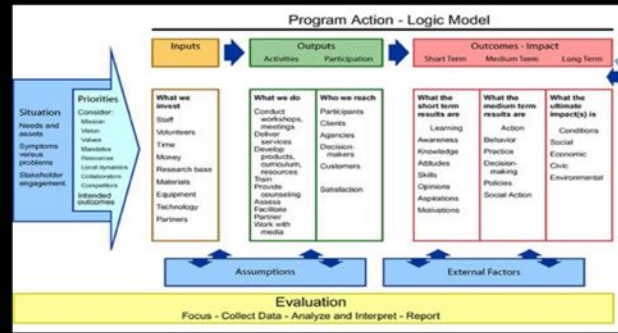 Program Action - Logic Model
Inputs
Outputs
Activities Participation
Outcomes - Impact
Short Term Medium Term Long Term
Situation
Needs and
assets
Symptoms
versus
problems
Stakeholder
engagement
Priorities
Consider:
Mission
Vision
Values
Mandates
Resources
Local dynamics
Collaborators
Competitors
Intended
outcomes
What we
invest
Staff
Volunteers
Time
Money
Research base
Materials
Equipment
Technology
Partners
What we do
Conduct
workshops,
meetings
Deliver
services
Develop
products,
curriculum,
resources
Train
Provide
counseling
Assess
Facilitate
Partner
Work with
media
Who we reach
Participants
Clients
Agencies
Decision-
makers
Customers
Satisfaction
What the
short term
results are
Learning
Awareness
Knowledge
Attitudes
Skills
Opinions
Aspirations
Motivations
What the
medium term
results are
Action
Behavior
Practice
Decision-
making
Policies
Social Action
What the
ultimate
impact(s) is
Conditions
Social
Economic
Civic
Environmental
Assumptions
External Factors
Evaluation
Focus - Collect Data - Analyze and Interpret - Report